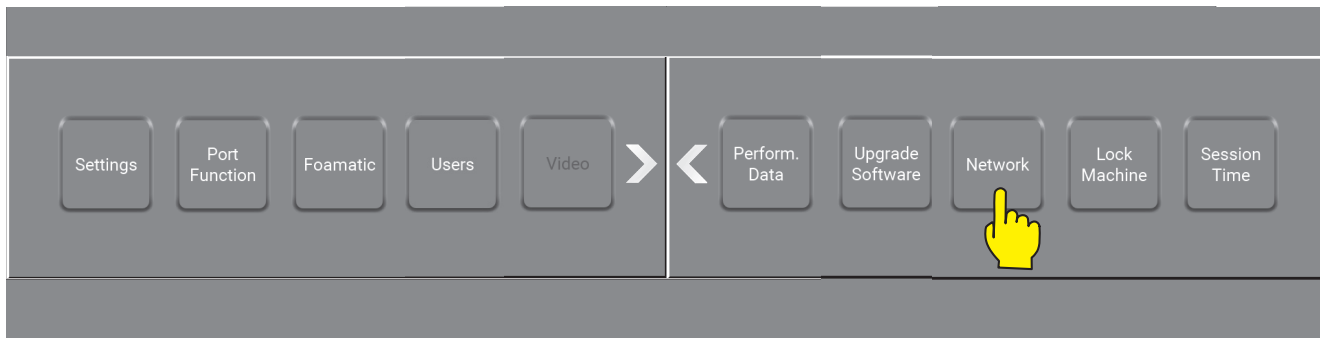 Settings
Port
Function
Foamatic
Users
Video
Perform.
Data
Upgrade
Software
Network
Lock
Machine
Session
Time